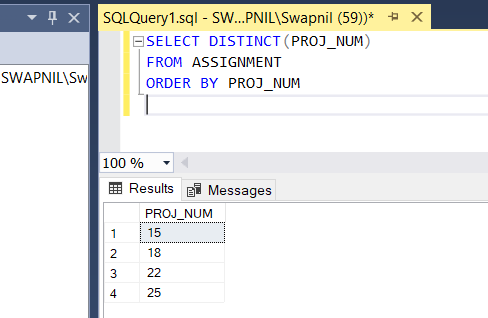 SQLQuery1.sql - SW...PNIL\Swapnil (59))*
SWAPNIL\Sw
SELECT DISTINCT(PROJ_NUM)
FROM ASSIGNMENT
ORDER BY PROJ_NUM
100 %
Results Messages
PROJ_NUM
1 15
2 18
3 22
4 25